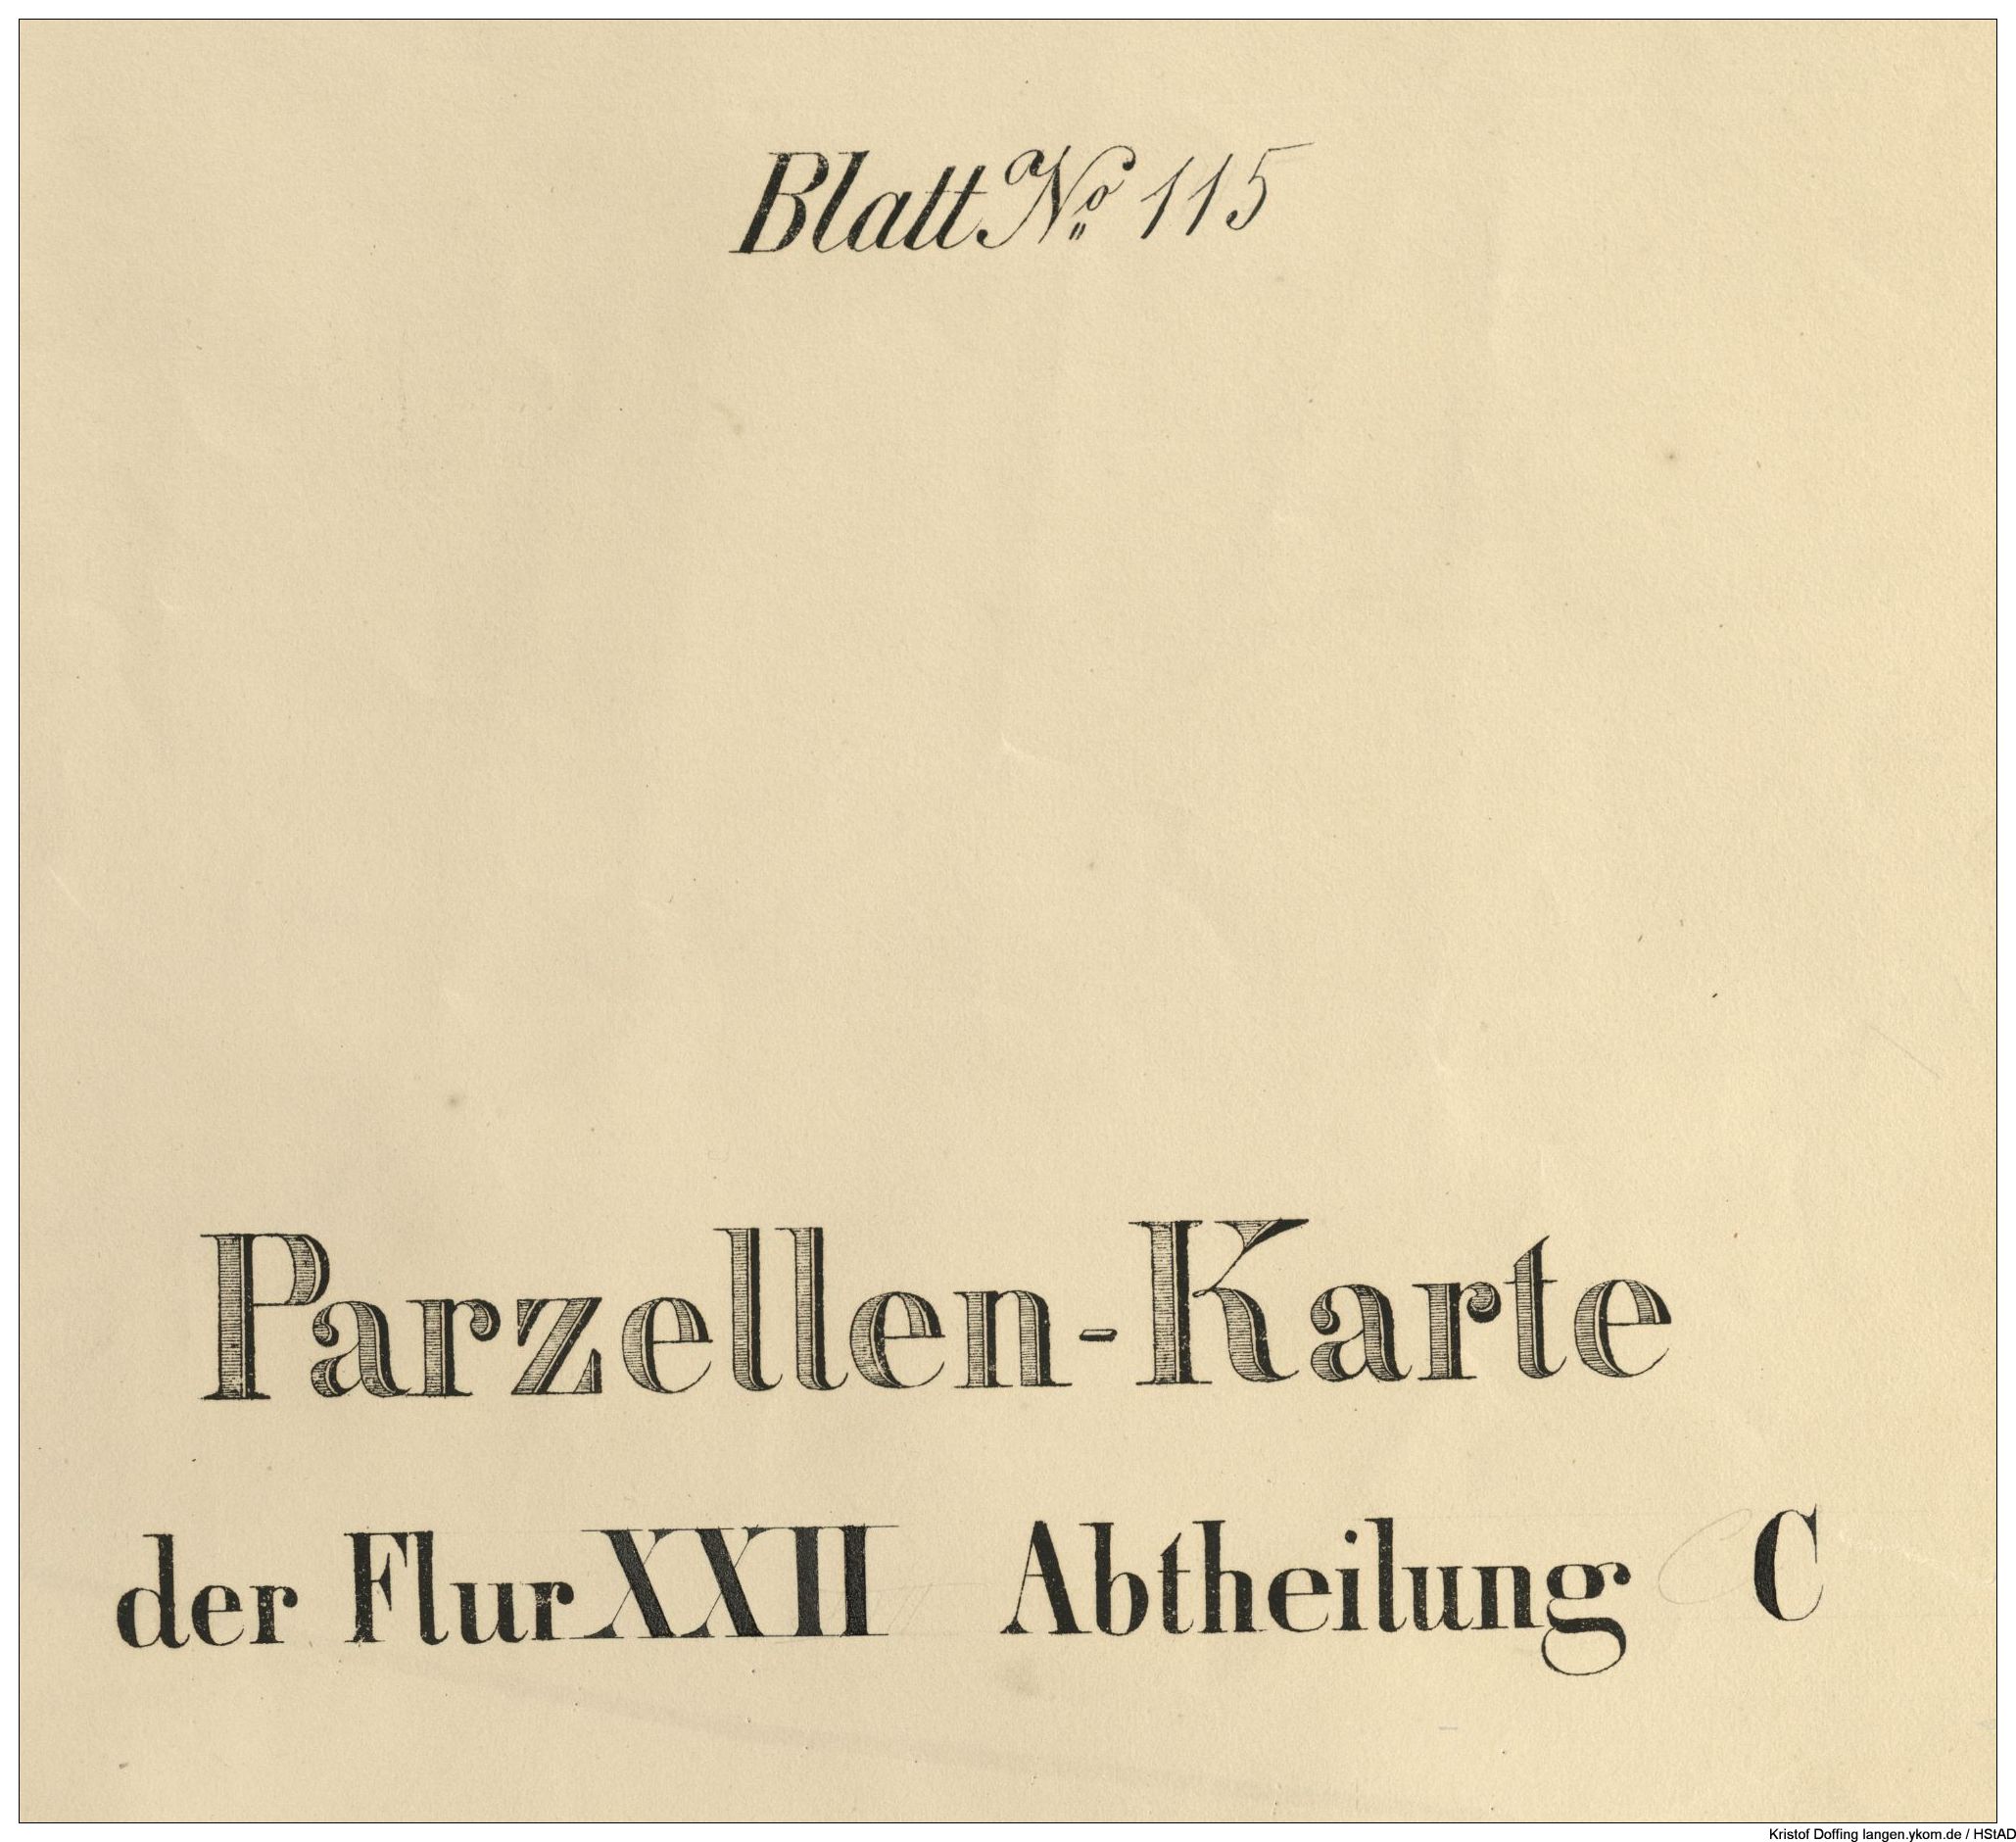 Blatt No 115
Parzellen-Karte
der Flur XXII Abtheilung C
Kristof Doffing langen.ykom.de / HStAD